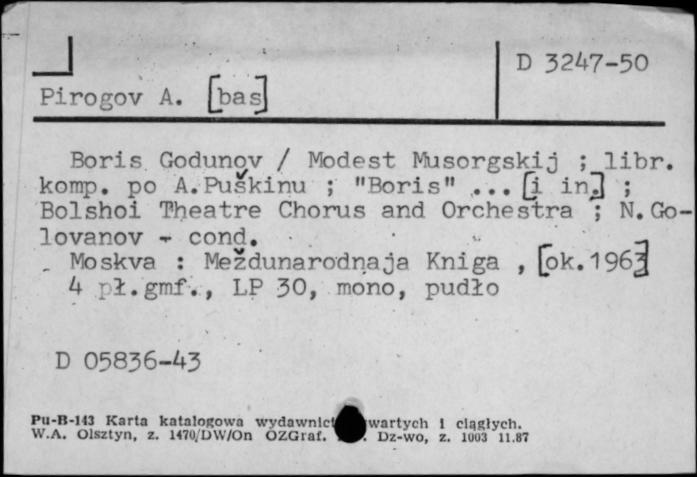 D 3247-50
Pirogov A. [bas]
Boris Godunov / Modest Musorgskij ; libr.
komp. po A.Puškinu ; "Boris" ... [i in.] ;
Bolshoi Theatre Chorus and Orchestra ; N.Go-
lovanov - cond.
Moskva : Meždunarodnaja Kniga , [ok.1963]
4 pł.gmf., LP 30, mono, pudło
D 05836-43
Pu-B-143 Karta katalogowa wydawnict wartych i ciągłych.
W.A. Olsztyn, z. 1470/DW/On OZGraf. Dz-wo, z. 1003 11.87